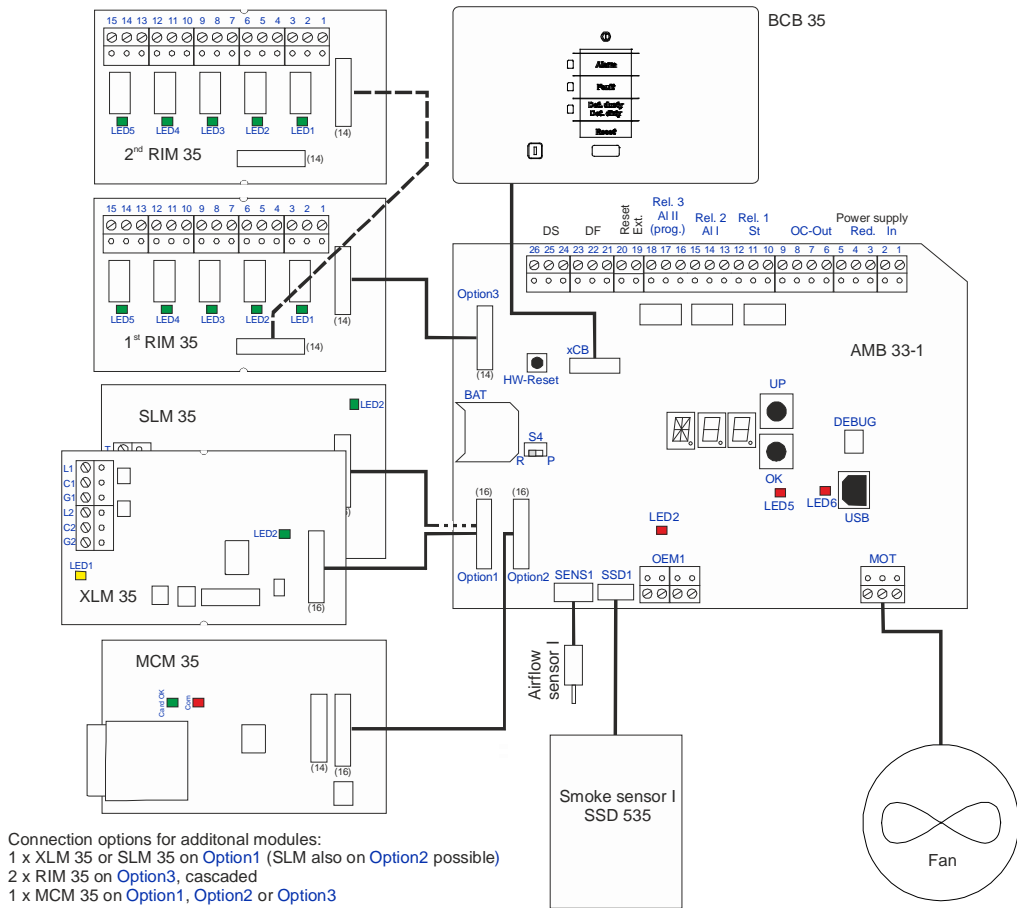 15 14 13 12 11 10 9 8 7 6 5 4 3 2 1
LED5 LED4 LED3 LED2 LED1
(14)
2nd RIM 35
(14)
15 14 13 12 11 10 9 8 7 6 5 4 3 2 1
LED5 LED4 LED3 LED2 LED1
(14)
1st RIM 35
(14)
BCB 35
Alarm
Fault
Det. dusty
Det. dirty
Reset
DS
DF
Reset
Ext.
Rel. 3
Al II
(prog.)
Rel. 2
Al I
Rel. 1
St
OC-Out
Power supply
Red. In
26 25 24 23 22 21 20 19 18 17 16 15 14 13 12 11 10 9 8 7 6 5 4 3 2 1
AMB 33-1
Option3
(14)
HW-Reset
xCB
BAT
S4
R P
UP
OK
DEBUG
LED5
LED6
USB
LED2
(16)
(16)
Option1
Option2
SENS1
SSD1
OEM1
MOT
SLM 35
LED2
T
L1
C1
G1
L2
C2
G2
LED2
LED1
XLM 35
(16)
MCM 35
Card OK
Com
(14)
(16)
Airflow
sensor I
Smoke sensor I
SSD 535
Fan
Connection options for additonal modules:
1 x XLM 35 or SLM 35 on Option1 (SLM also on Option2 possible)
2 x RIM 35 on Option3, cascaded
1 x MCM 35 on Option1, Option2 or Option3